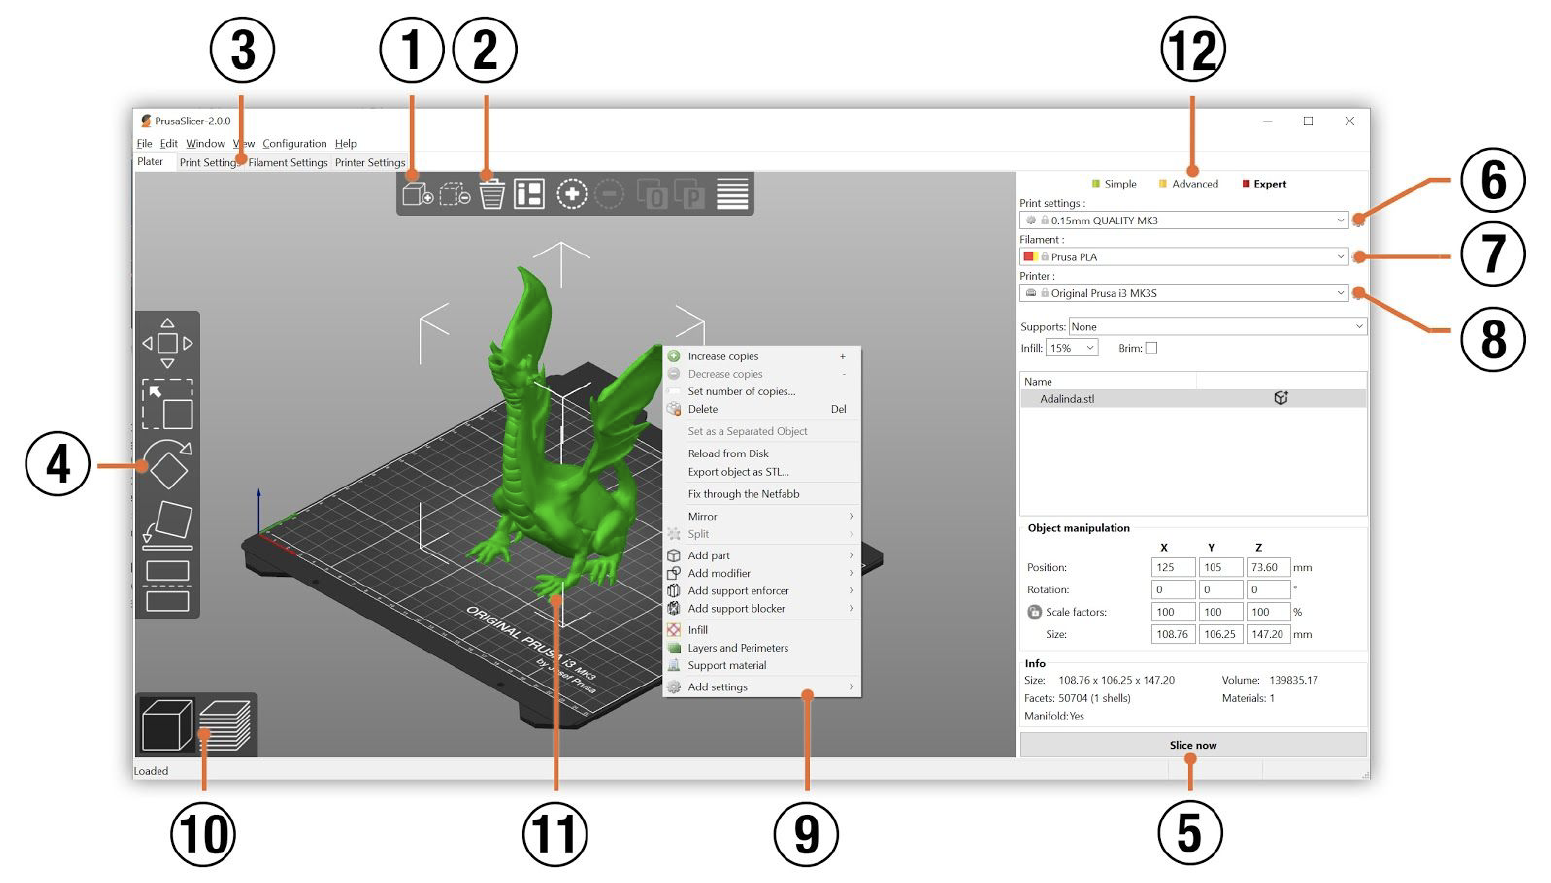 3 1 2 12
PrusaSlicer-2.0.0
File Edit Window View Configuration Help
Plater Print Settings Filament Settings Printer Settings
Simple Advanced Expert
6
Print settings :
0.15mm QUALITY MK3
7
Filament :
Prusa PLA
Printer :
Original Prusa i3 MK3S
8
Supports: None
Infill: 15% Brim:
Name
Adalinda.stl
Increase copies +
Decrease copies -
Set number of copies...
Delete Del
Set as a Separated Object
Reload from Disk
Export object as STL...
Fix through the Netfabb
Mirror
Split
Add part
Add modifier
Add support enforcer
Add support blocker
Infill
Layers and Perimeters
Support material
Add settings
4
ORIGINAL PRUSA i3 MK3
by Josef Prusa
Object manipulation
X Y Z
Position: 125 105 73.60 mm
Rotation: 0 0 0 °
Scale factors: 100 100 100 %
Size: 108.76 106.25 147.20 mm
Info
Size: 108.76 x 106.25 x 147.20 Volume: 139835.17
Facets: 50704 (1 shells) Materials: 1
Manifold: Yes
Slice now
Loaded
10 11 9 5